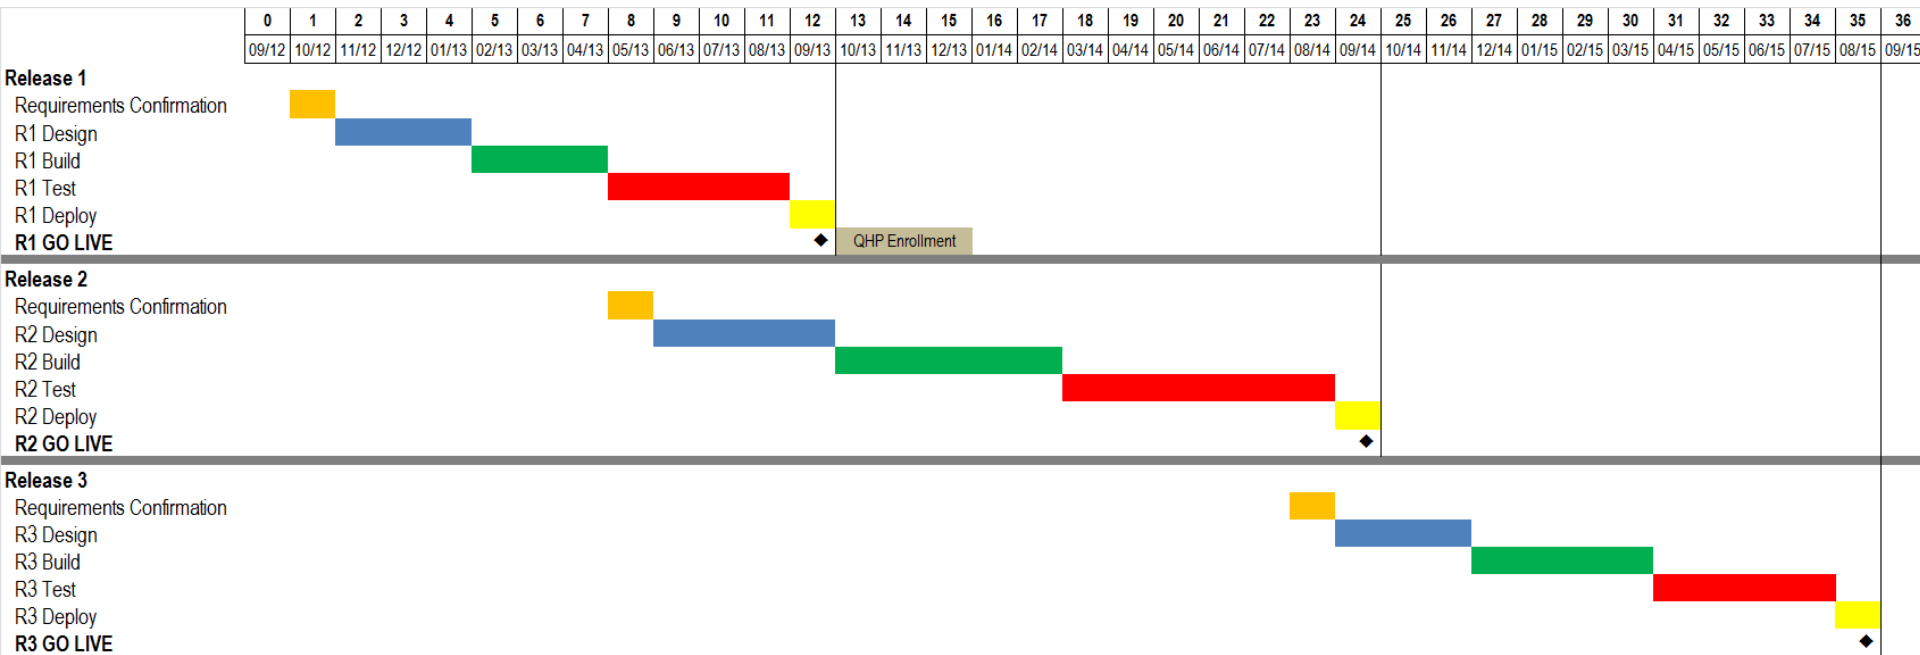 0 1 2 3 4 5 6 7 8 9 10 11 12 13 14 15 16 17 18 19 20 21 22 23 24 25 26 27 28 29 30 31 32 33 34 35 36
09/12 10/12 11/12 12/12 01/13 02/13 03/13 04/13 05/13 06/13 07/13 08/13 09/13 10/13 11/13 12/13 01/14 02/14 03/14 04/14 05/14 06/14 07/14 08/14 09/14 10/14 11/14 12/14 01/15 02/15 03/15 04/15 05/15 06/15 07/15 08/15 09/15
Release 1
Requirements Confirmation
R1 Design
R1 Build
R1 Test
R1 Deploy
R1 GO LIVE QHP Enrollment
Release 2
Requirements Confirmation
R2 Design
R2 Build
R2 Test
R2 Deploy
R2 GO LIVE
Release 3
Requirements Confirmation
R3 Design
R3 Build
R3 Test
R3 Deploy
R3 GO LIVE